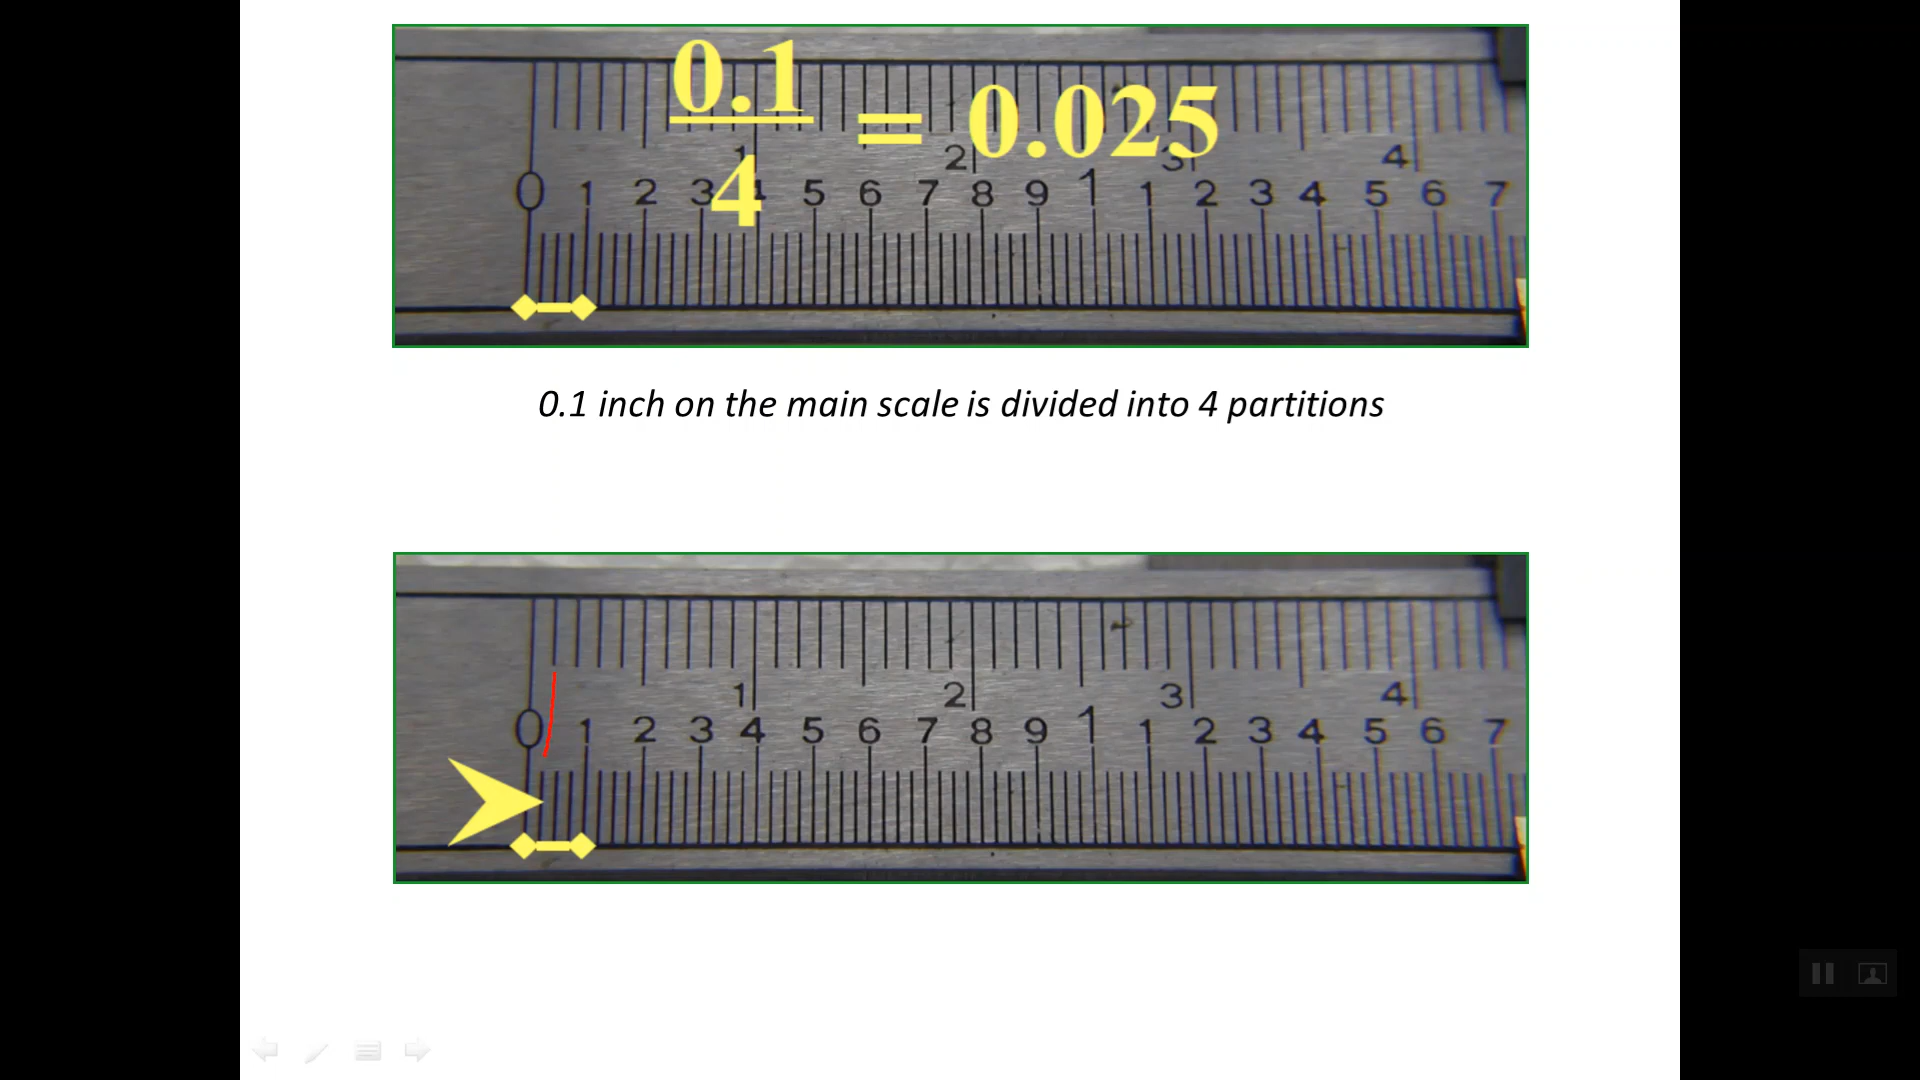 0.1
= 0.025
4
1 2 3 4
0 1 2 3 4 5 6 7 8 9 1 1 2 3 4 5 6 7
0.1 inch on the main scale is divided into 4 partitions
1 2 3 4
0 1 2 3 4 5 6 7 8 9 1 1 2 3 4 5 6 7